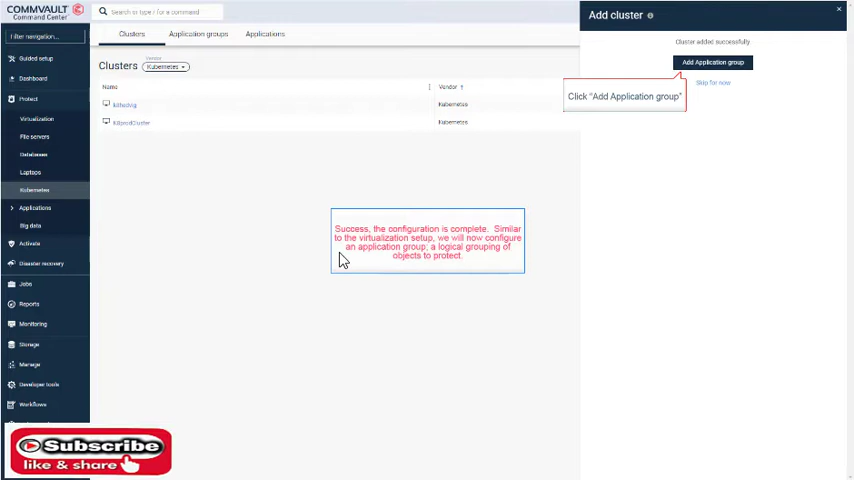 COMMVAULT
Command Center
Search or type / for a command
Add cluster
Filter navigation...
Clusters
Application groups
Applications
Cluster added successfully
Guided setup
Clusters
Vendor
Kubernetes
Add Application group
Dashboard
Skip for now
Name
Vendor
Protect
Click "Add Application group"
Kubernetes
Virtualization
k8prodCluster
Kubernetes
File servers
Databases
Laptops
Kubernetes
Applications
Big data
Success, the configuration is complete. Similar
to the virtualization setup, we will now configure
an application group; a logical grouping of
objects to protect.
Activate
Disaster recovery
Jobs
Reports
Monitoring
Storage
Manage
Developer tools
Workflows
Subscribe
like & share